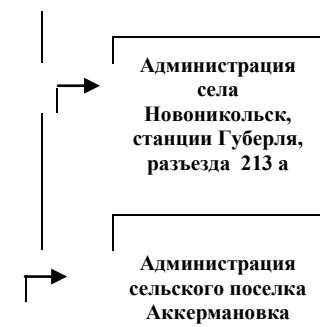 Администрация
села
Новоникольск,
станции Губерля,
разъезда 213 а
Администрация
сельского поселка
Аккермановка